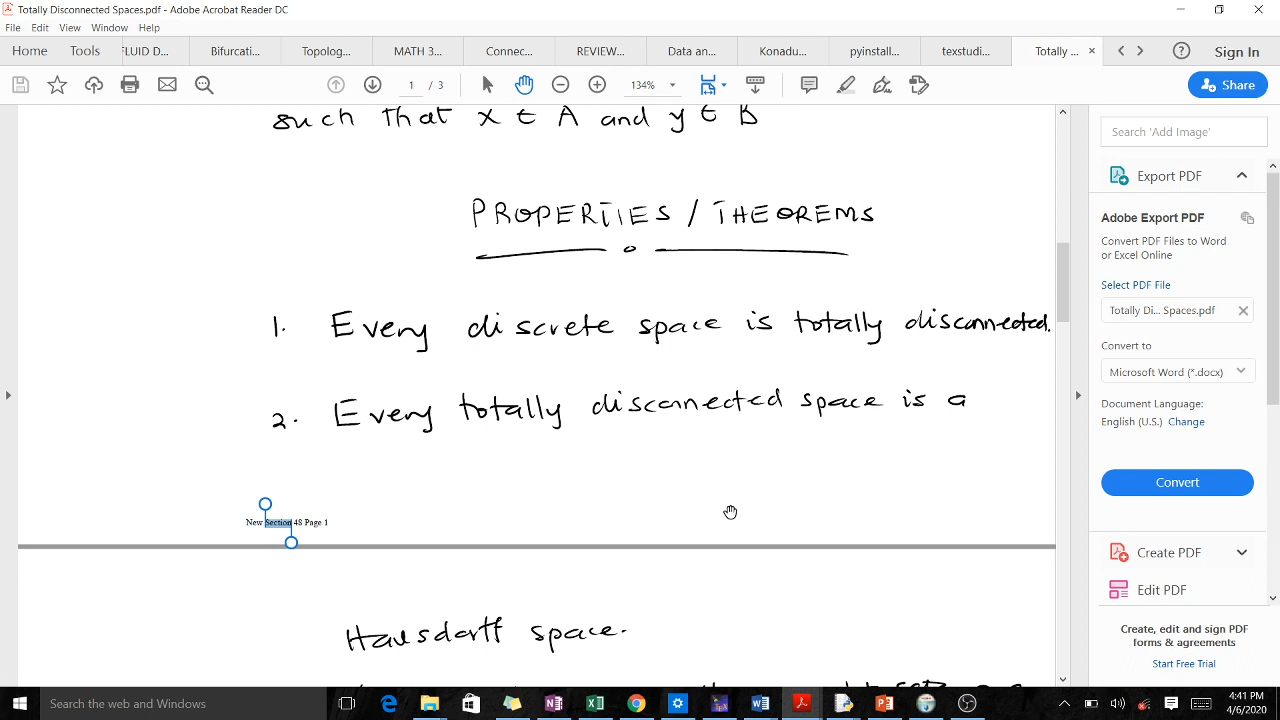 Totally Disconnected Spaces.pdf - Adobe Acrobat Reader DC
File Edit View Window Help
Home Tools FLUID D... Bifurcati... Topolog... MATH 3... Connec... REVIEW... Data an... Konadu... pyinstall... texstudi... Totally ... × Sign In
1 / 3 134% Share
such that x ∈ A and y ∈ B
PROPERTIES / THEOREMS
1. Every discrete space is totally disconnected.
2. Every totally disconnected space is a
New Section 48 Page 1
Hausdorff space.
Search 'Add Image'
Export PDF
Adobe Export PDF
Convert PDF Files to Word
or Excel Online
Select PDF File
Totally Di... Spaces.pdf
Convert to
Microsoft Word (*.docx)
Document Language:
English (U.S.) Change
Convert
Create PDF
Edit PDF
Create, edit and sign PDF
forms & agreements
Start Free Trial
Search the web and Windows
4:41 PM
4/6/2020